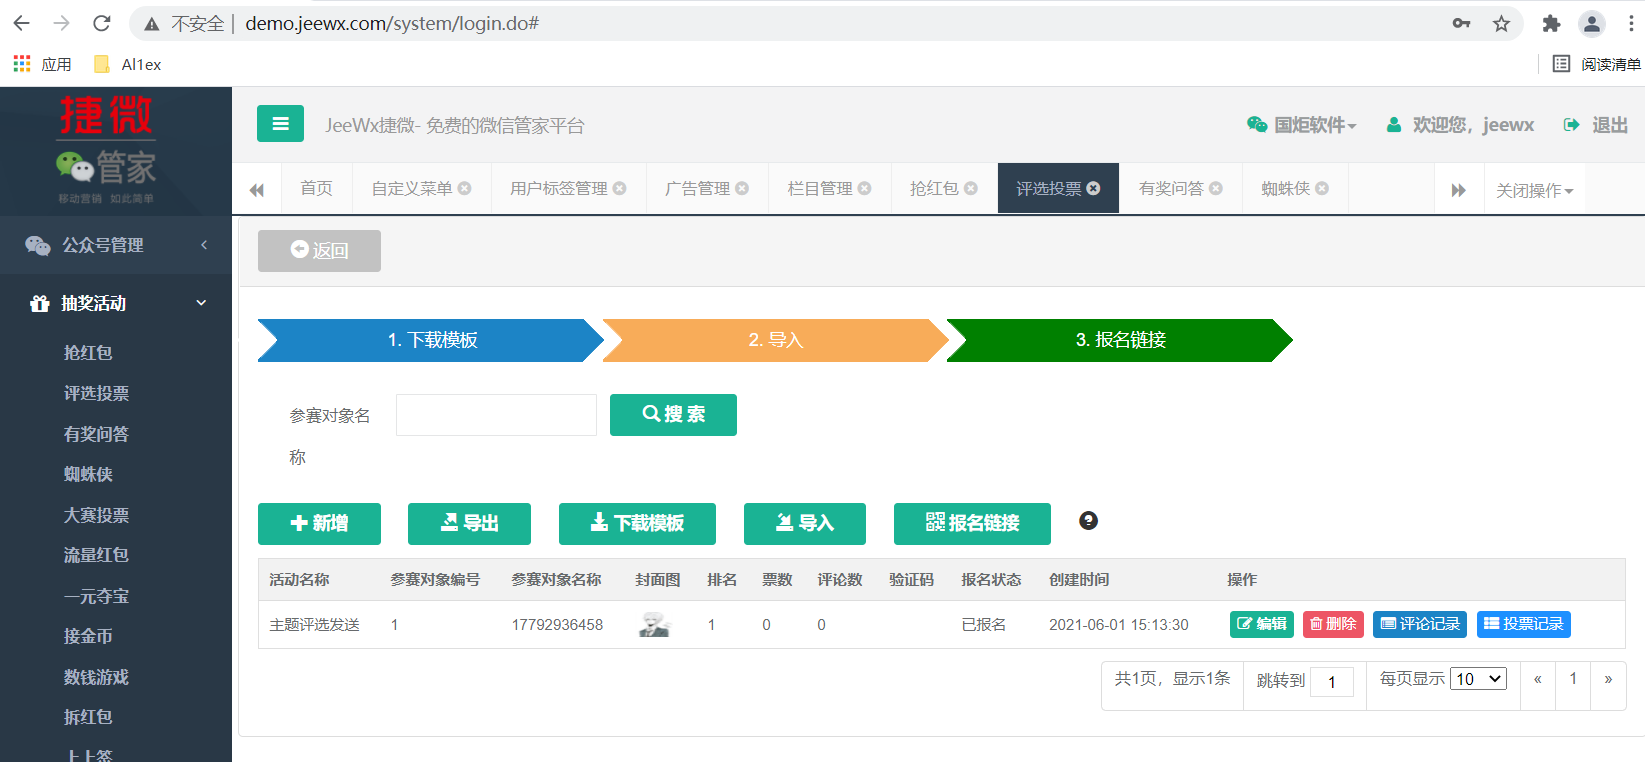 不安全 | demo.jeewx.com/system/login.do#
应用 Al1ex 阅读清单
捷微
管家
移动营销 如此简单
JeeWx捷微- 免费的微信管家平台 国炬软件 欢迎您，jeewx 退出
首页 自定义菜单 用户标签管理 广告管理 栏目管理 抢红包 评选投票 有奖问答 蜘蛛侠 关闭操作
公众号管理
抽奖活动
抢红包
评选投票
有奖问答
蜘蛛侠
大赛投票
流量红包
一元夺宝
接金币
数钱游戏
拆红包
上上签
返回
1. 下载模板 2. 导入 3. 报名链接
参赛对象名
称
搜 索
新增 导出 下载模板 导入 报名链接 ?
活动名称 参赛对象编号 参赛对象名称 封面图 排名 票数 评论数 验证码 报名状态 创建时间 操作
主题评选发送 1 17792936458 1 0 0 已报名 2021-06-01 15:13:30 编辑 删除 评论记录 投票记录
共1页，显示1条 跳转到 1 每页显示 10 « 1 »